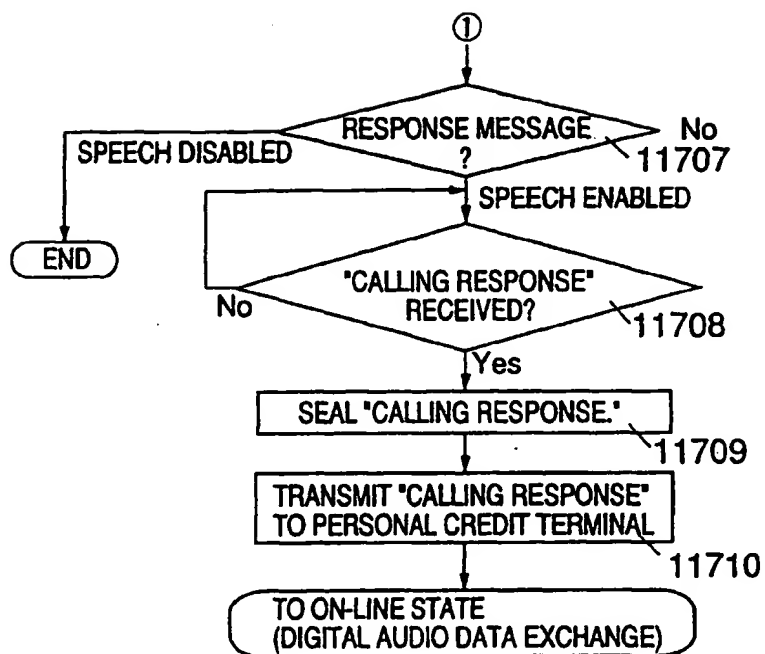 ①
RESPONSE MESSAGE
?
No
11707
SPEECH DISABLED
SPEECH ENABLED
END
"CALLING RESPONSE"
RECEIVED?
No
11708
Yes
SEAL "CALLING RESPONSE."
11709
TRANSMIT "CALLING RESPONSE"
TO PERSONAL CREDIT TERMINAL
11710
TO ON-LINE STATE
(DIGITAL AUDIO DATA EXCHANGE)